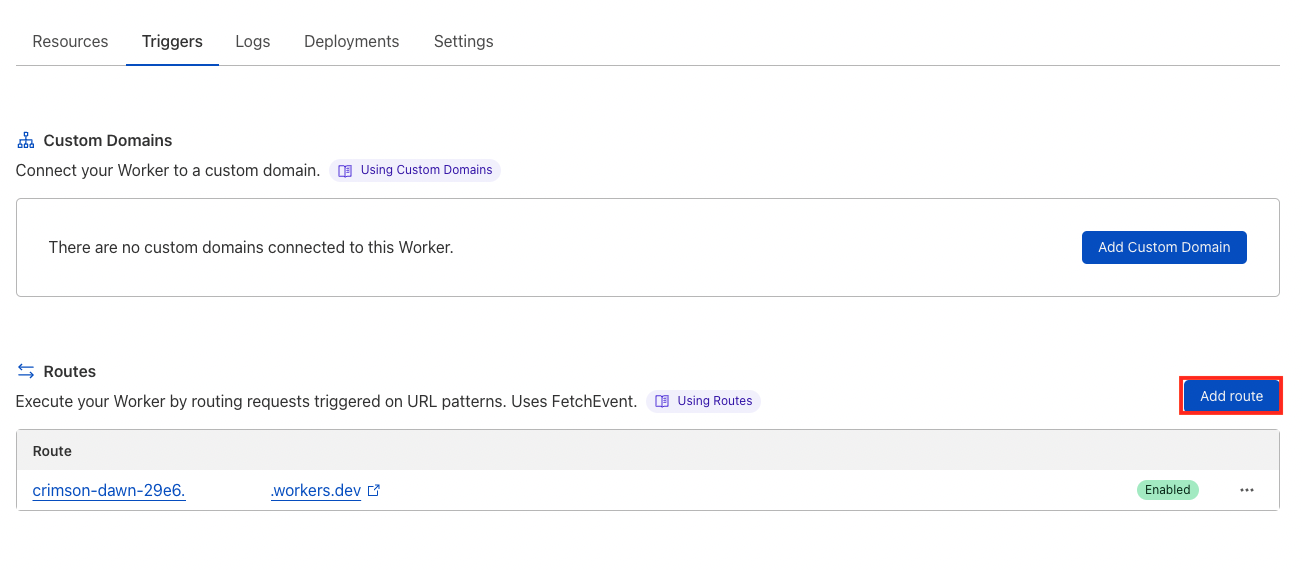 Resources Triggers Logs Deployments Settings
Custom Domains
Connect your Worker to a custom domain. Using Custom Domains
There are no custom domains connected to this Worker. Add Custom Domain
Routes
Execute your Worker by routing requests triggered on URL patterns. Uses FetchEvent. Using Routes Add route
Route
crimson-dawn-29e6. .workers.dev Enabled